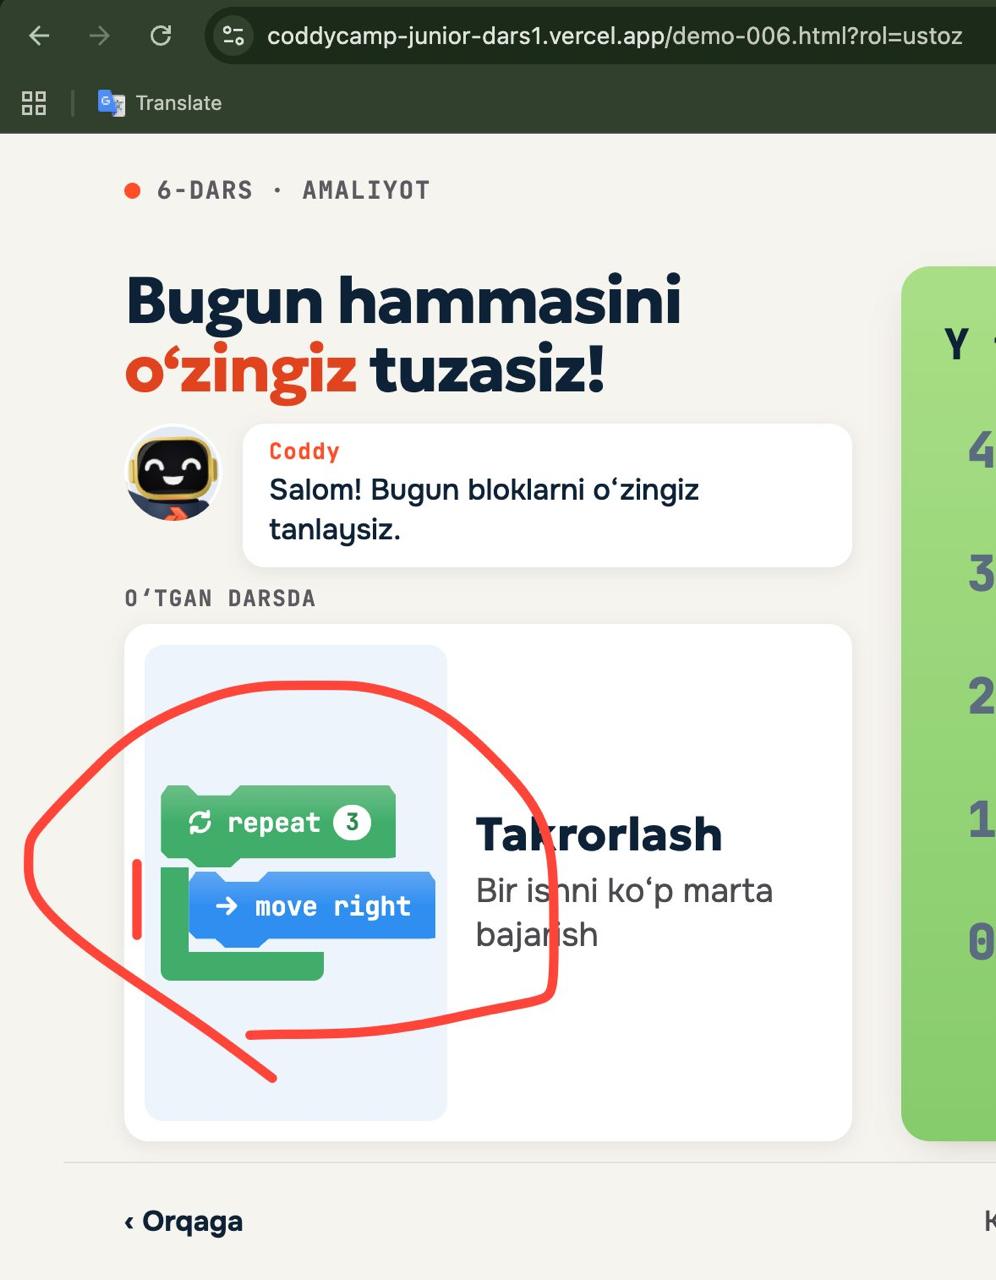 coddycamp-junior-dars1.vercel.app/demo-006.html?rol=ustoz
Translate
6-DARS · AMALIYOT
Bugun hammasini
o‘zingiz tuzasiz!
Coddy
Salom! Bugun bloklarni o‘zingiz
tanlaysiz.
O‘TGAN DARSDA
repeat 3
move right
Takrorlash
Bir ishni ko‘p marta
bajarish
Y
4
3
2
1
0
‹ Orqaga